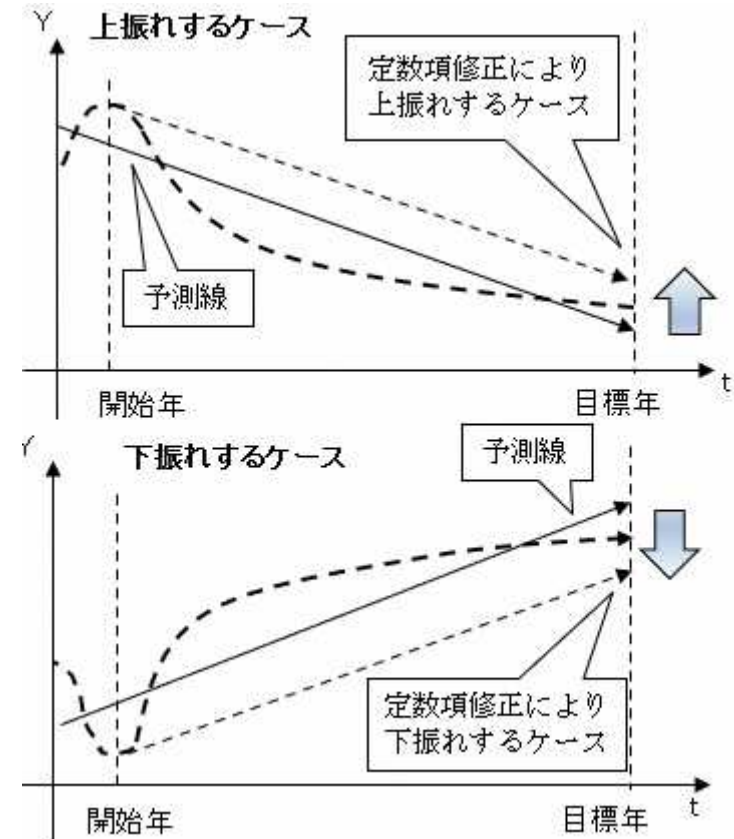 Y
上振れするケース
定数項修正により
上振れするケース
予測線
t
開始年
目標年
Y
下振れするケース
予測線
定数項修正により
下振れするケース
t
開始年
目標年